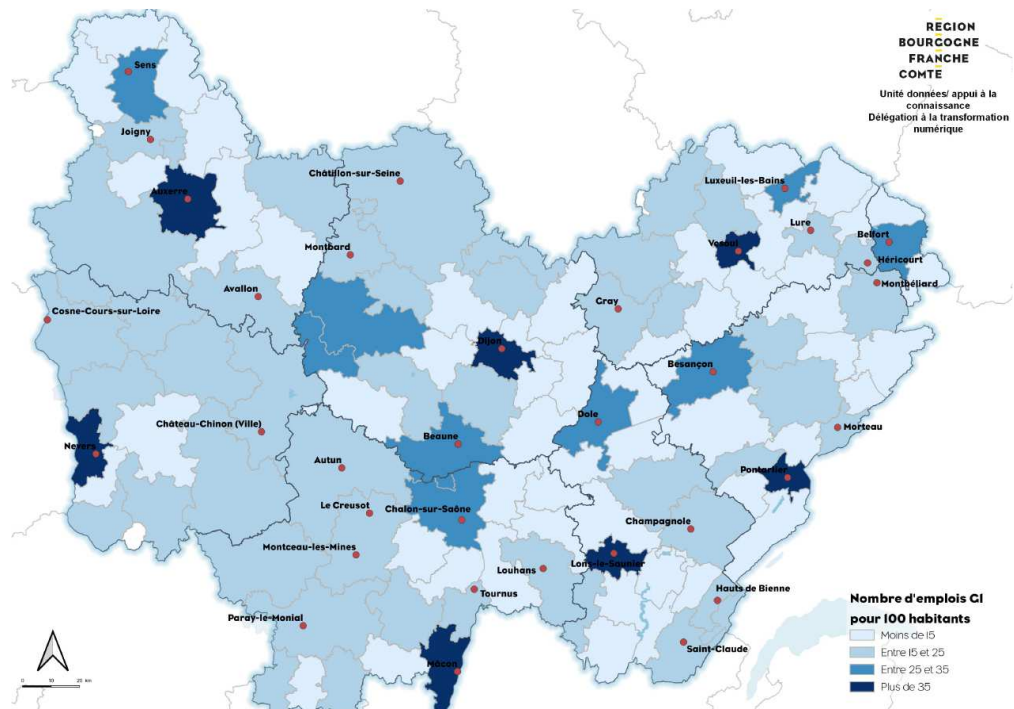 RÉGION
BOURGOGNE
FRANCHE
COMTÉ
Unité données/ appui à la
connaissance
Délégation à la transformation
numérique
Sens
Joigny
Auxerre
Châtillon-sur-Seine
Montbard
Avallon
Cosne-Cours-sur-Loire
Luxeuil-les-Bains
Lure
Vesoul
Belfort
Héricourt
Montbéliard
Gray
Dijon
Besançon
Dole
Morteau
Château-Chinon (Ville)
Nevers
Beaune
Autun
Pontarlier
Le Creusot
Chalon-sur-Saône
Champagnole
Montceau-les-Mines
Louhans
Lons-le-Saunier
Tournus
Hauts de Bienne
Paray-le-Monial
Saint-Claude
Mâcon
Nombre d'emplois GI
pour 100 habitants
Moins de 15
Entre 15 et 25
Entre 25 et 35
Plus de 35
0 10 20 km